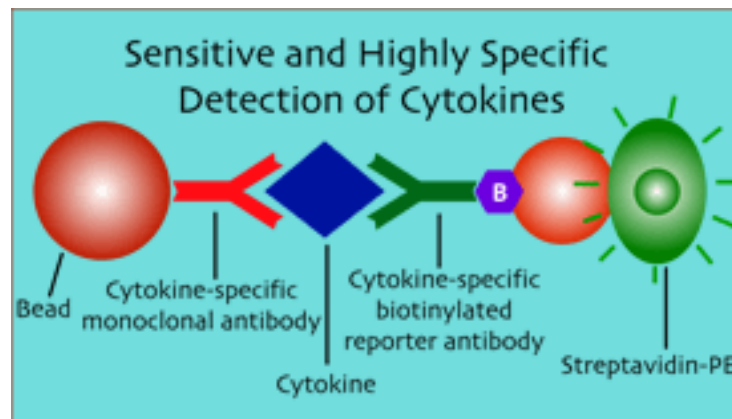 Sensitive and Highly Specific
Detection of Cytokines
B
Bead
Cytokine-specific
monoclonal antibody
Cytokine
Cytokine-specific
biotinylated
reporter antibody
Streptavidin-PE